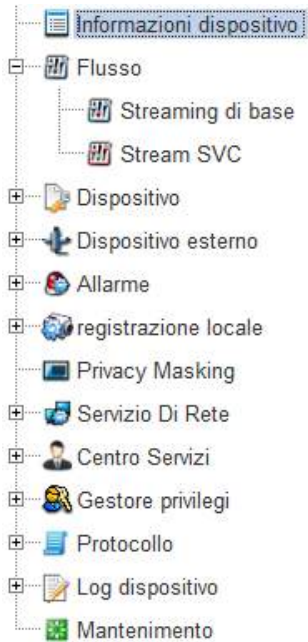 Informazioni dispositivo
Flusso
Streaming di base
Stream SVC
Dispositivo
Dispositivo esterno
Allarme
registrazione locale
Privacy Masking
Servizio Di Rete
Centro Servizi
Gestore privilegi
Protocollo
Log dispositivo
Mantenimento